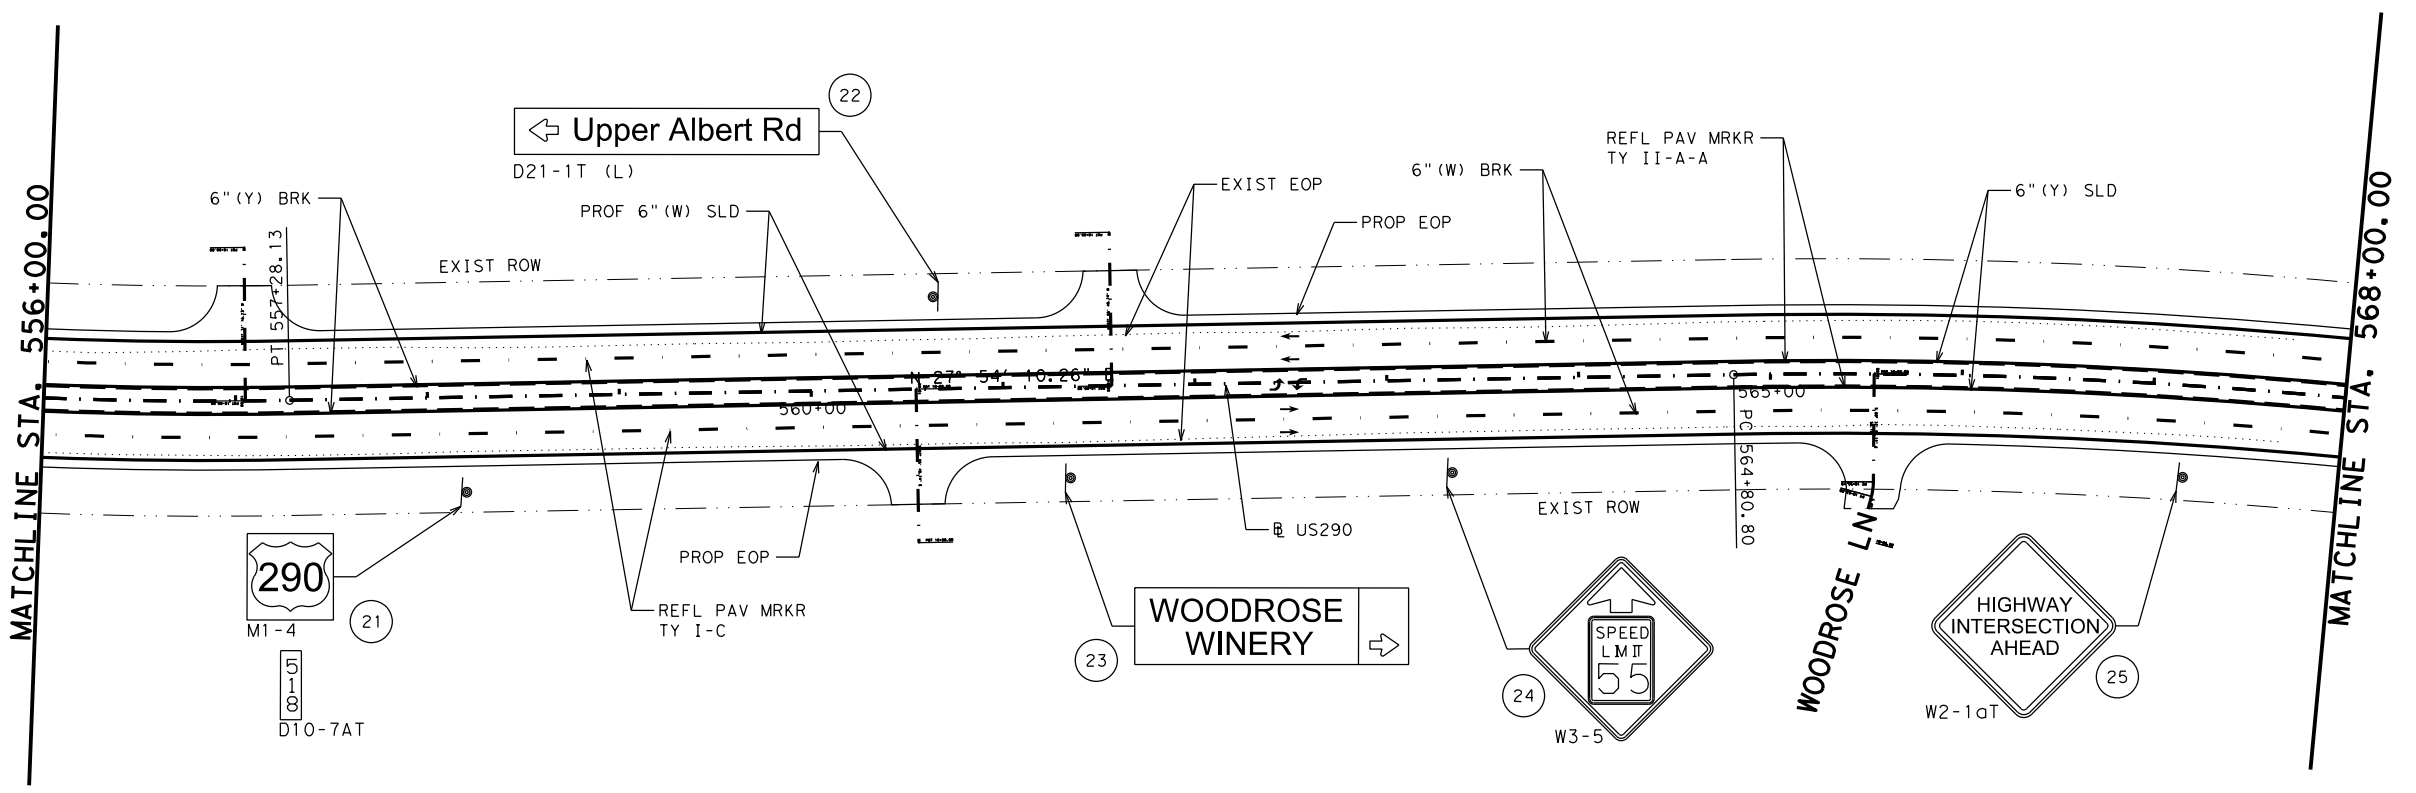 MATCHLINE STA. 556+00.00
22
Upper Albert Rd
D21-1T (L)
REFL PAV MRKR
TY II-A-A
6"(Y) BRK
PROF 6"(W) SLD
EXIST EOP
6"(W) BRK
6"(Y) SLD
PROP EOP
PT 557+28.13
EXIST ROW
N 27° 54' 10.26" E
560+00
565+00
PC 564+80.80
EXIST ROW
₧ US290
PROP EOP
290
M1-4
21
REFL PAV MRKR
TY I-C
5
1
8
D10-7AT
WOODROSE
WINERY
23
SPEED
LIMIT
55
24
W3-5
WOODROSE LN
HIGHWAY
INTERSECTION
AHEAD
25
W2-1aT
MATCHLINE STA. 568+00.00